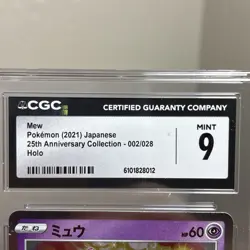 CGC CERTIFIED GUARANTY COMPANY
Mew
Pokémon (2021) Japanese
25th Anniversary Collection - 002/028
Holo
6101828012
MINT
9
たね ミュウ HP60